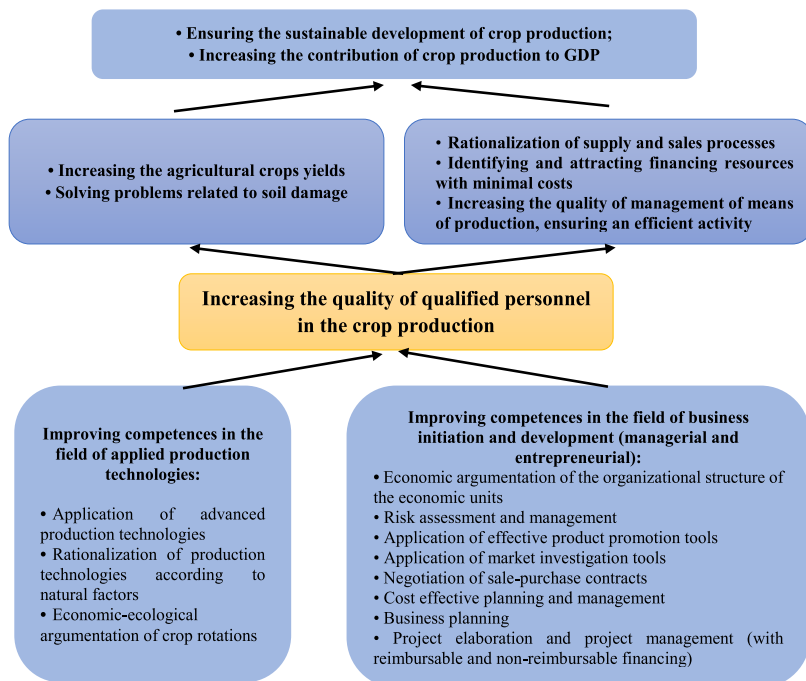 • Ensuring the sustainable development of crop production;
• Increasing the contribution of crop production to GDP
• Increasing the agricultural crops yields
• Solving problems related to soil damage
• Rationalization of supply and sales processes
• Identifying and attracting financing resources
with minimal costs
• Increasing the quality of management of means
of production, ensuring an efficient activity
Increasing the quality of qualified personnel
in the crop production
Improving competences in the
field of applied production
technologies:
• Application of advanced
production technologies
• Rationalization of production
technologies according to
natural factors
• Economic-ecological
argumentation of crop rotations
Improving competences in the field of business
initiation and development (managerial and
entrepreneurial):
• Economic argumentation of the organizational structure of
the economic units
• Risk assessment and management
• Application of effective product promotion tools
• Application of market investigation tools
• Negotiation of sale-purchase contracts
• Cost effective planning and management
• Business planning
• Project elaboration and project management (with
reimbursable and non-reimbursable financing)